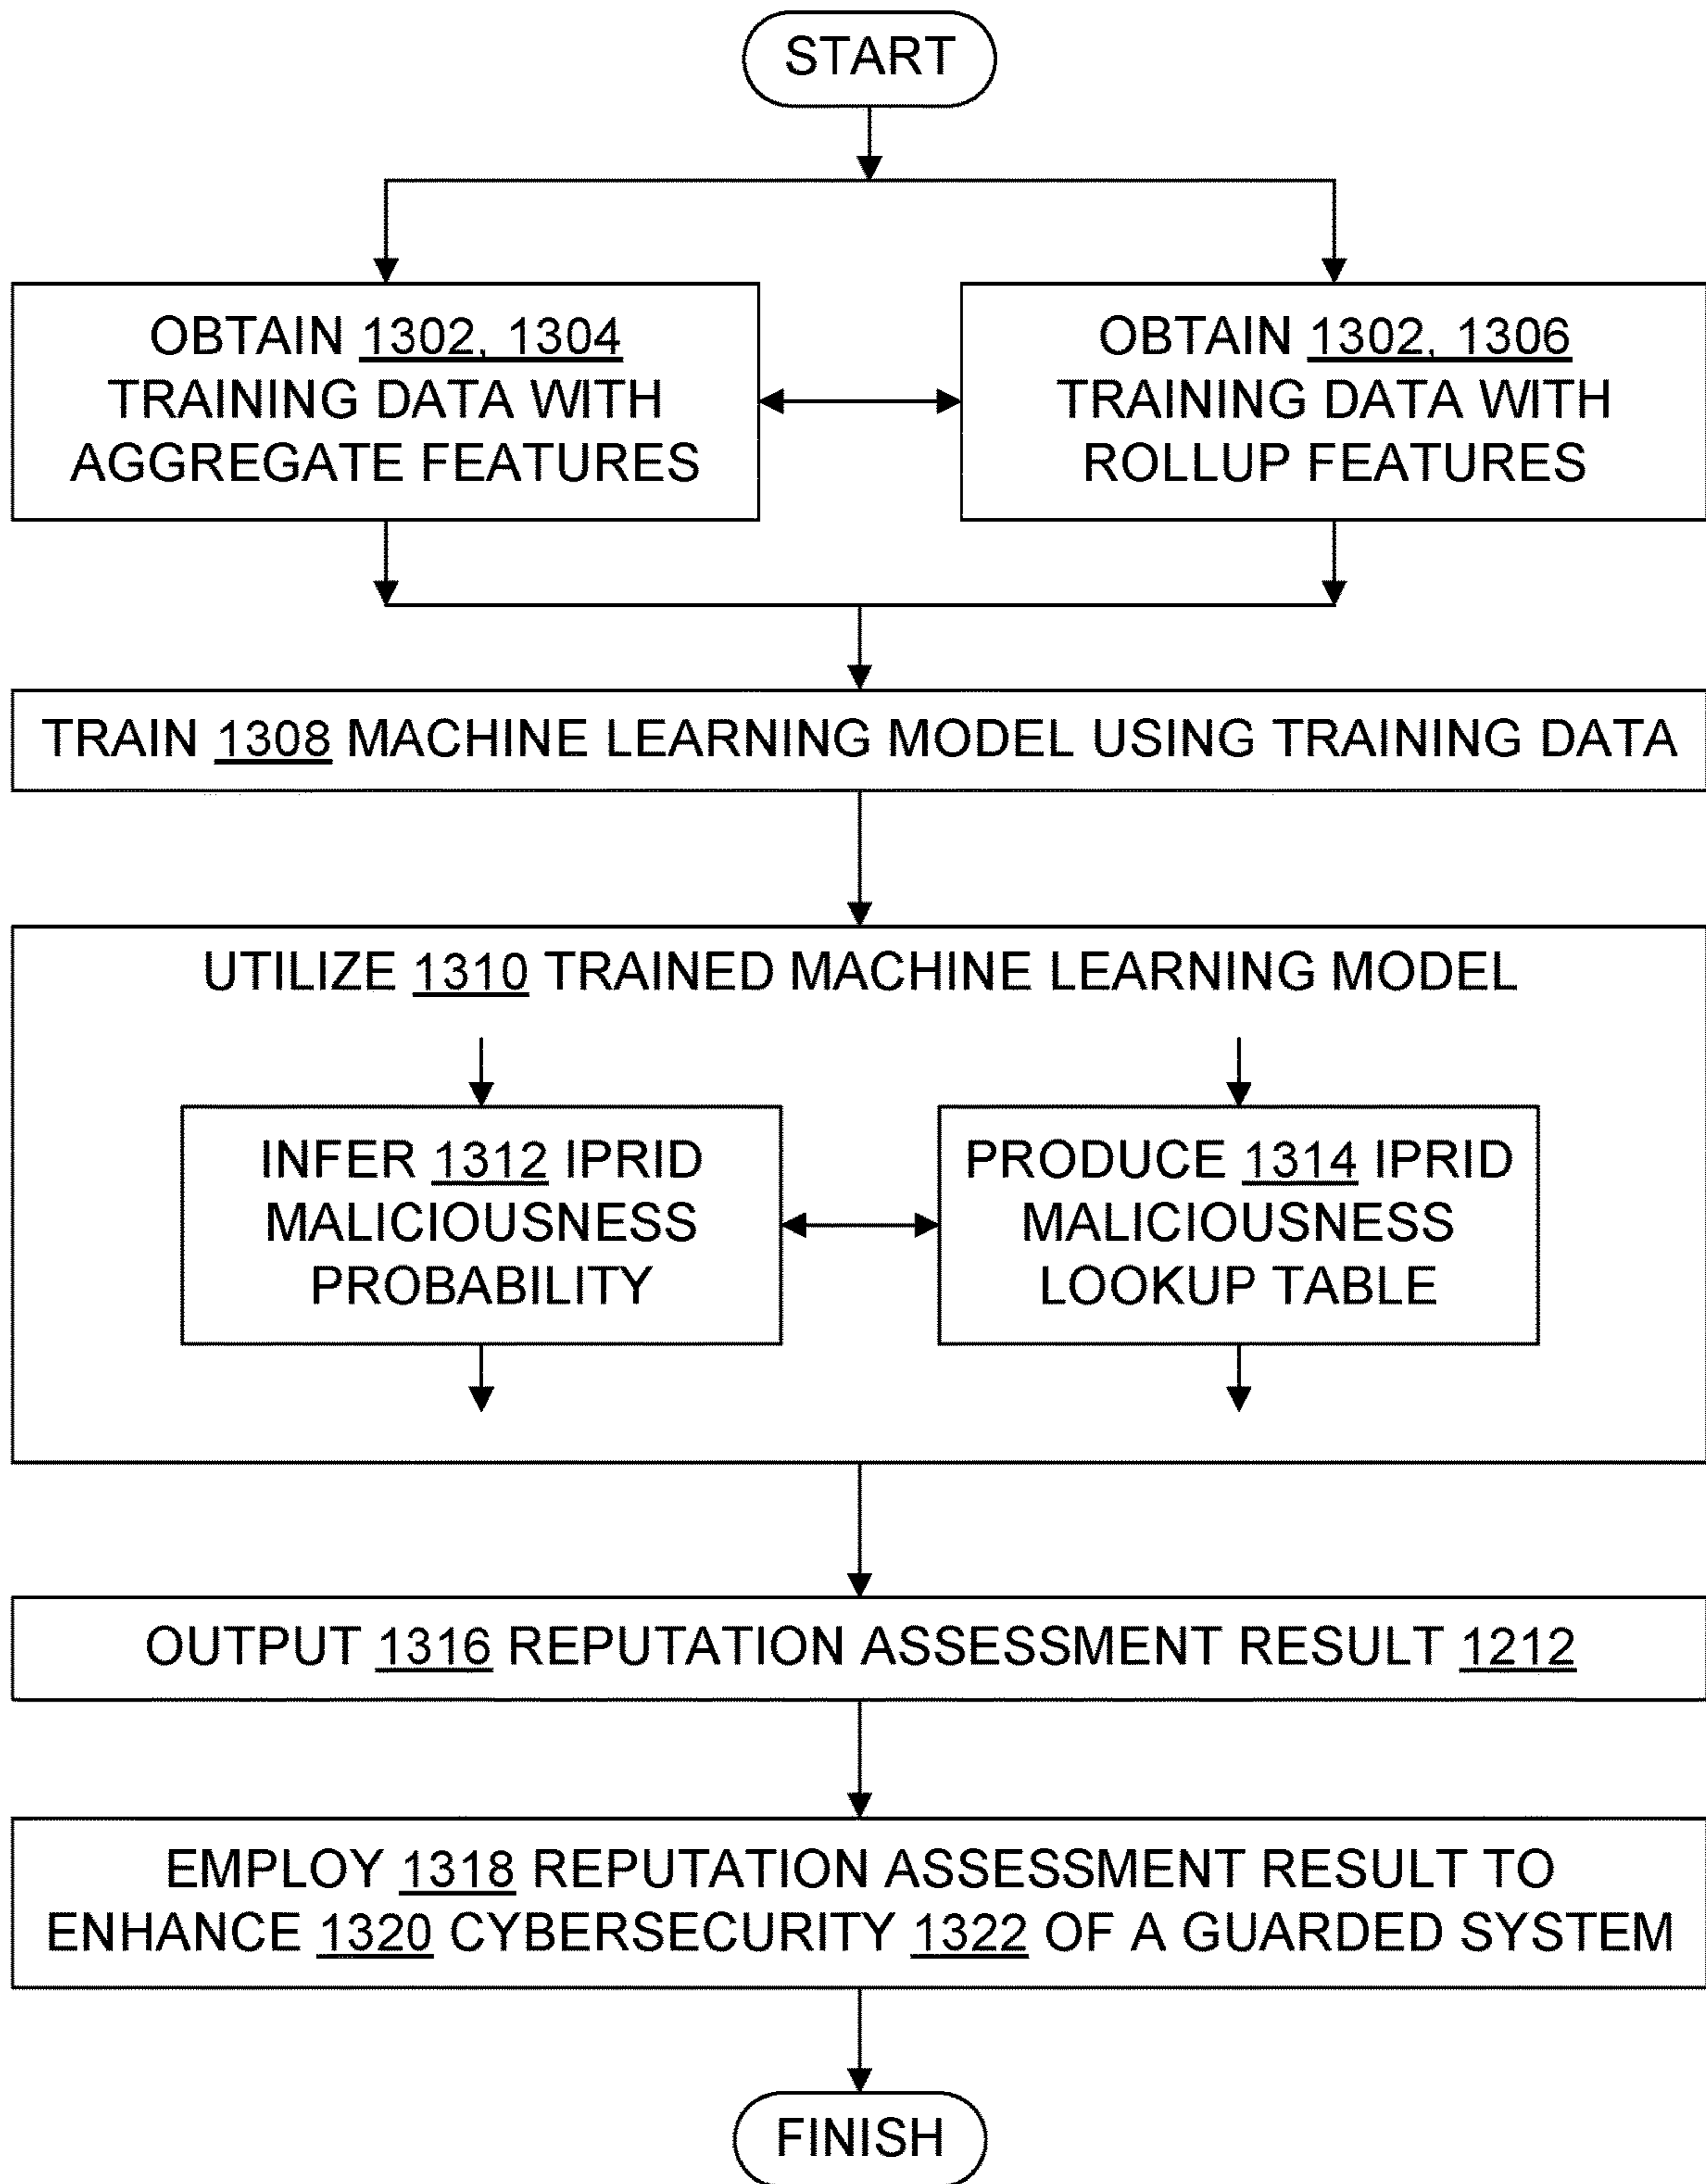 START
OBTAIN 1302, 1304
TRAINING DATA WITH
AGGREGATE FEATURES
OBTAIN 1302, 1306
TRAINING DATA WITH
ROLLUP FEATURES
TRAIN 1308 MACHINE LEARNING MODEL USING TRAINING DATA
UTILIZE 1310 TRAINED MACHINE LEARNING MODEL
INFER 1312 IPRID
MALICIOUSNESS
PROBABILITY
PRODUCE 1314 IPRID
MALICIOUSNESS
LOOKUP TABLE
OUTPUT 1316 REPUTATION ASSESSMENT RESULT 1212
EMPLOY 1318 REPUTATION ASSESSMENT RESULT TO
ENHANCE 1320 CYBERSECURITY 1322 OF A GUARDED SYSTEM
FINISH